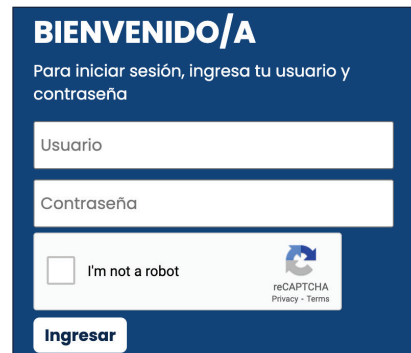 BIENVENIDO/A
Para iniciar sesión, ingresa tu usuario y
contraseña
Usuario
Contraseña
I'm not a robot
reCAPTCHA
Privacy - Terms
Ingresar